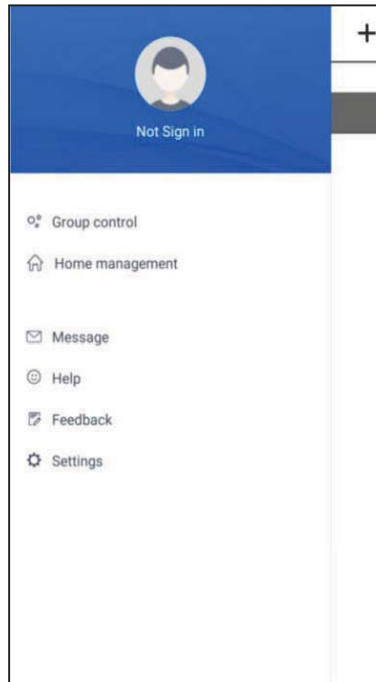 Not Sign in
Group control
Home management
Message
Help
Feedback
Settings